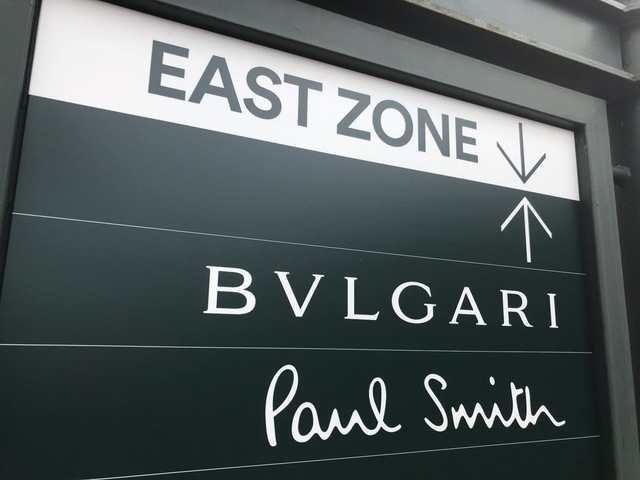 EAST ZONE ↓
↑
BVLGARI
Paul Smith